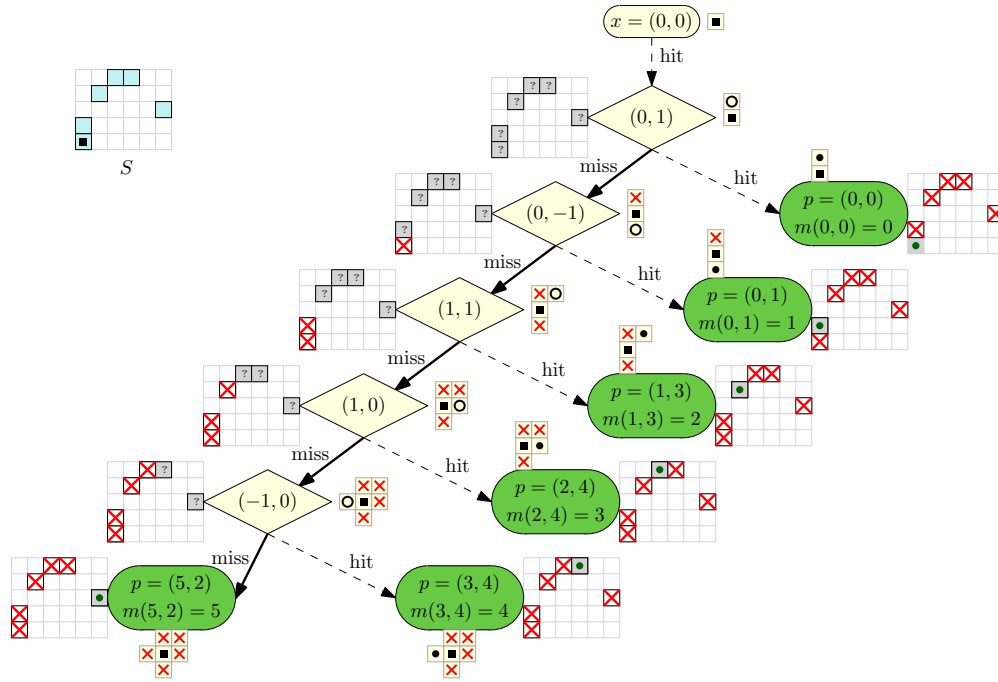 x = (0, 0)
hit
? ?
?
?
?
?
(0, 1)
S
miss
hit
? ?
?
?
?
(0, −1)
p = (0, 0)
m(0, 0) = 0
miss
hit
? ?
?
?
(1, 1)
p = (0, 1)
m(0, 1) = 1
miss
hit
? ?
?
(1, 0)
p = (1, 3)
m(1, 3) = 2
miss
hit
?
?
(−1, 0)
p = (2, 4)
m(2, 4) = 3
miss
hit
p = (5, 2)
m(5, 2) = 5
p = (3, 4)
m(3, 4) = 4